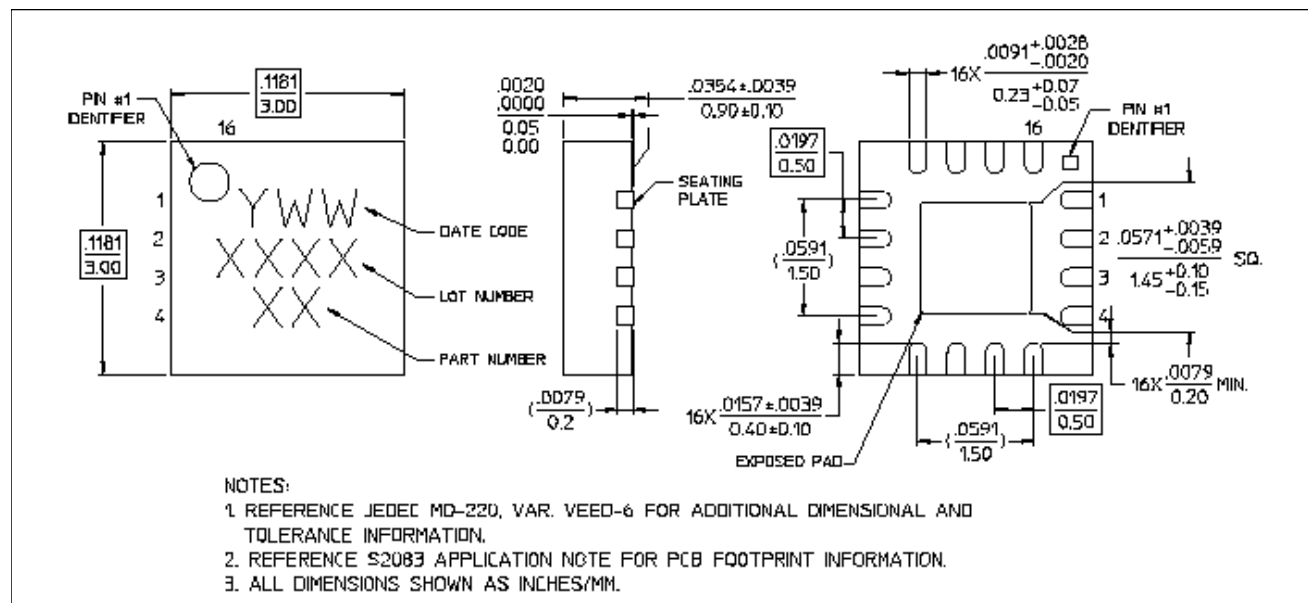 .1181
3.00
PIN #1
IDENTIFIER
16
.1181
3.00
1
2
3
4
YWW
XXXX
XX
DATE CODE
LOT NUMBER
PART NUMBER
.0020
.0000
0.05
0.00
.0354±.0039
0.90±0.10
SEATING
PLATE
(.0079
0.2)
16X .0091+.0028
-.0020
0.23+0.07
-0.05
16
PIN #1
IDENTIFIER
.0197
0.50
(.0591
1.50)
1
2
3
4
.0571+.0039
-.0059
1.45+0.10
-0.15
SQ.
16X .0157±.0039
0.40±0.10
16X .0079 MIN.
0.20
.0197
0.50
(.0591
1.50)
EXPOSED PAD
NOTES:
1. REFERENCE JEDEC MO-220, VAR. VEED-6 FOR ADDITIONAL DIMENSIONAL AND
TOLERANCE INFORMATION.
2. REFERENCE S2083 APPLICATION NOTE FOR PCB FOOTPRINT INFORMATION.
3. ALL DIMENSIONS SHOWN AS INCHES/MM.